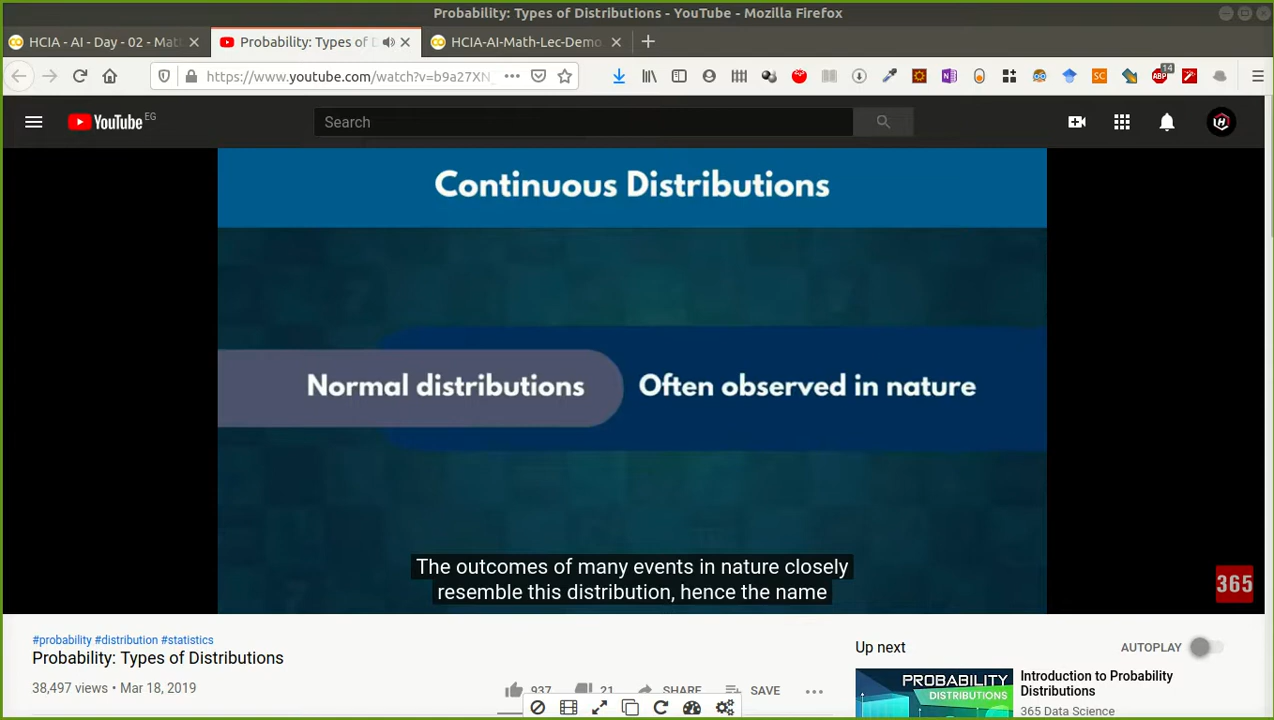 Probability: Types of Distributions - YouTube - Mozilla Firefox
HCIA - AI - Day - 02 - Mat
Probability: Types of D
HCIA-AI-Math-Lec-Demo
https://www.youtube.com/watch?v=b9a27XN
SC
ABP
14
YouTube EG
Search
Continuous Distributions
Normal distributions
Often observed in nature
The outcomes of many events in nature closely
resemble this distribution, hence the name
365
#probability #distribution #statistics
Probability: Types of Distributions
38,497 views • Mar 18, 2019
937
21
SHARE
SAVE
Up next
AUTOPLAY
PROBABILITY
DISTRIBUTIONS
Introduction to Probability
Distributions
365 Data Science